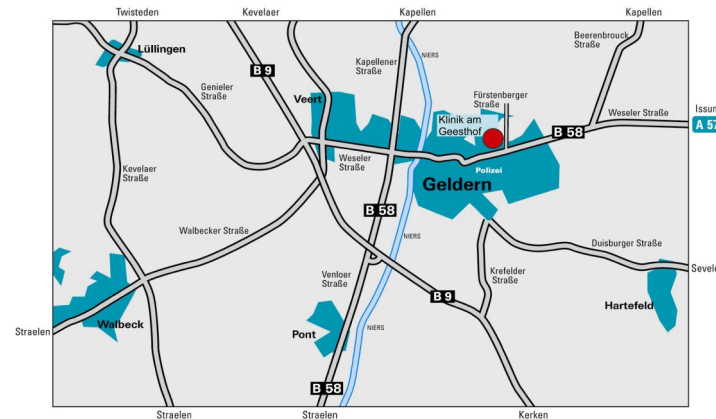 Twisteden
Kevelaer
Kapellen
Kapellen
Lüllingen
B 9
Kapellener
Straße
NIERS
Beerenbrouck
Straße
Genieler
Straße
Veert
Fürstenberger
Straße
Klinik am
Geesthof
Weseler Straße
Issum
A 57
B 58
Weseler
Straße
Polizei
Geldern
Kevelaer
Straße
B 58
Walbecker Straße
NIERS
Duisburger Straße
Venloer
Straße
Krefelder
Straße
Sevelen
B 9
Hartefeld
Straelen
Walbeck
Pont
NIERS
B 58
Straelen
Straelen
Kerken